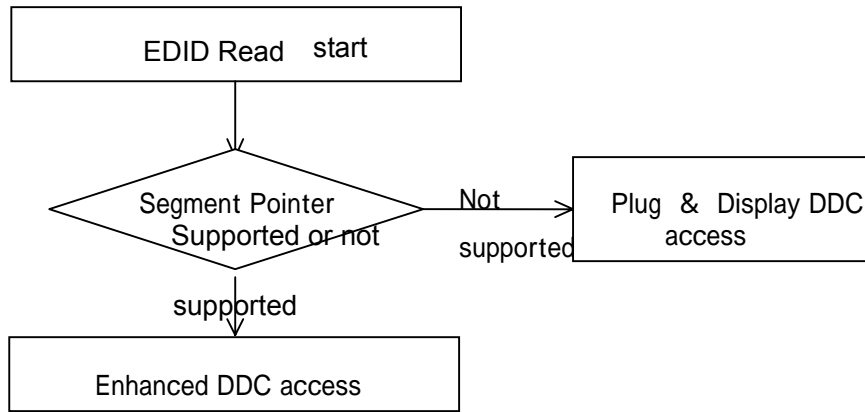 EDID Read start
Segment Pointer
Supported or not
Not
supported
Plug & Display DDC
access
supported
Enhanced DDC access